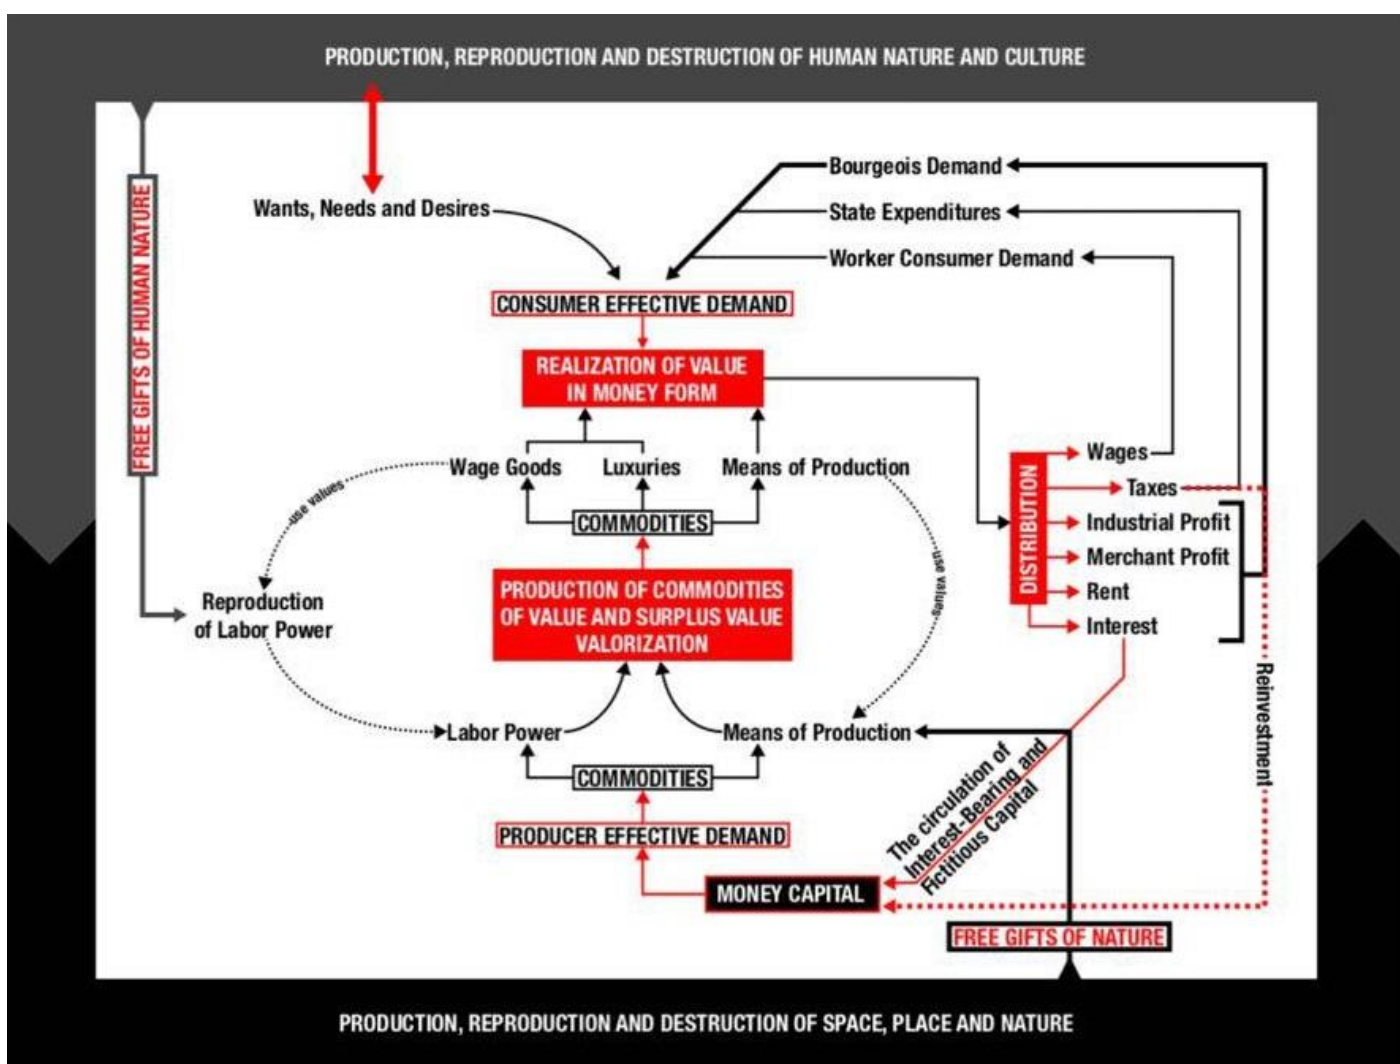 PRODUCTION, REPRODUCTION AND DESTRUCTION OF HUMAN NATURE AND CULTURE
FREE GIFTS OF HUMAN NATURE
Wants, Needs and Desires
Bourgeois Demand
State Expenditures
Worker Consumer Demand
CONSUMER EFFECTIVE DEMAND
REALIZATION OF VALUE
IN MONEY FORM
Wage Goods
Luxuries
Means of Production
use values
COMMODITIES
use values
DISTRIBUTION
Wages
Taxes
Industrial Profit
Merchant Profit
Rent
Interest
PRODUCTION OF COMMODITIES
OF VALUE AND SURPLUS VALUE
VALORIZATION
Reproduction
of Labor Power
Labor Power
Means of Production
Reinvestment
COMMODITIES
The circulation of
Interest-Bearing and
Fictitious Capital
PRODUCER EFFECTIVE DEMAND
MONEY CAPITAL
FREE GIFTS OF NATURE
PRODUCTION, REPRODUCTION AND DESTRUCTION OF SPACE, PLACE AND NATURE